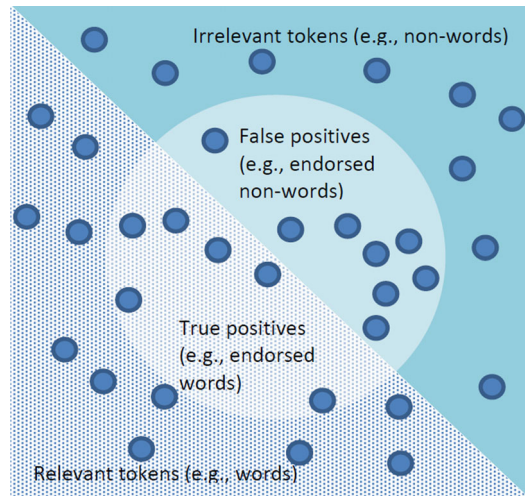 Irrelevant tokens (e.g., non-words)
False positives
(e.g., endorsed
non-words)
True positives
(e.g., endorsed
words)
Relevant tokens (e.g., words)